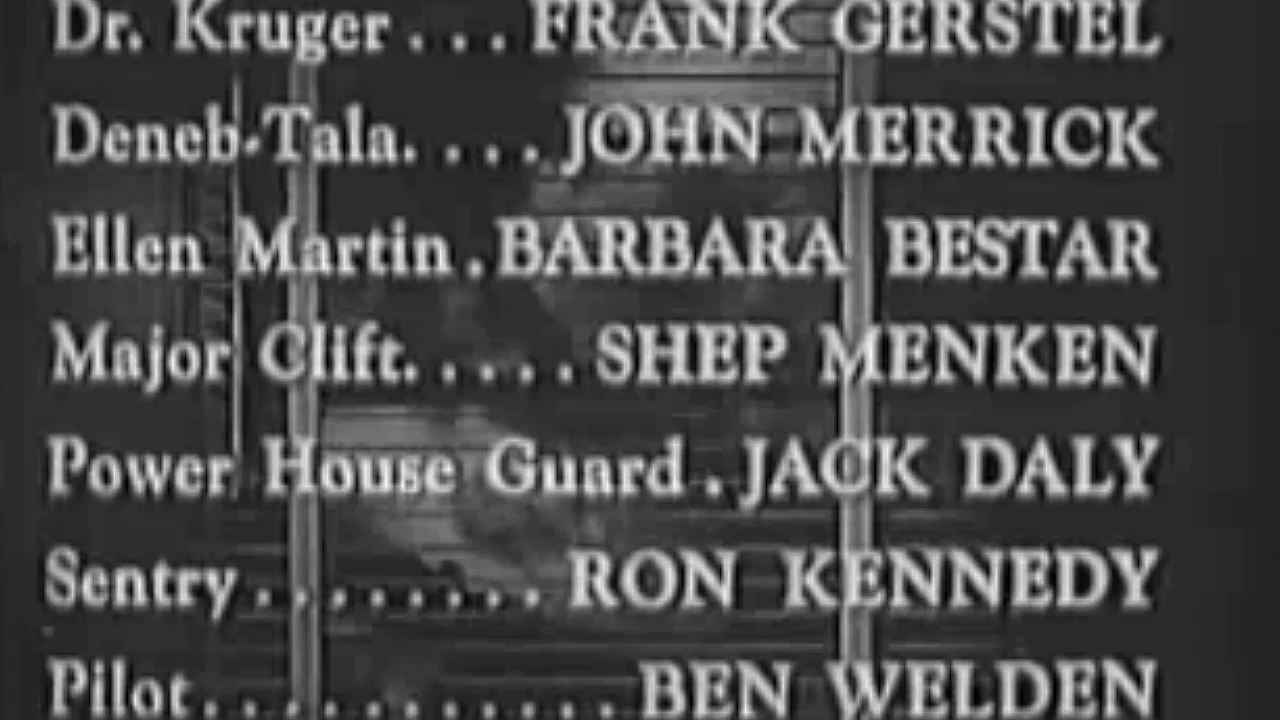 Dr. Kruger . . . FRANK GERSTEL
Deneb-Tala. . . . . JOHN MERRICK
Ellen Martin . BARBARA BESTAR
Major Clift. . . . . SHEP MENKEN
Power House Guard . JACK DALY
Sentry . . . . . . . . RON KENNEDY
Pilot . . . . . . . . . . . BEN WELDEN